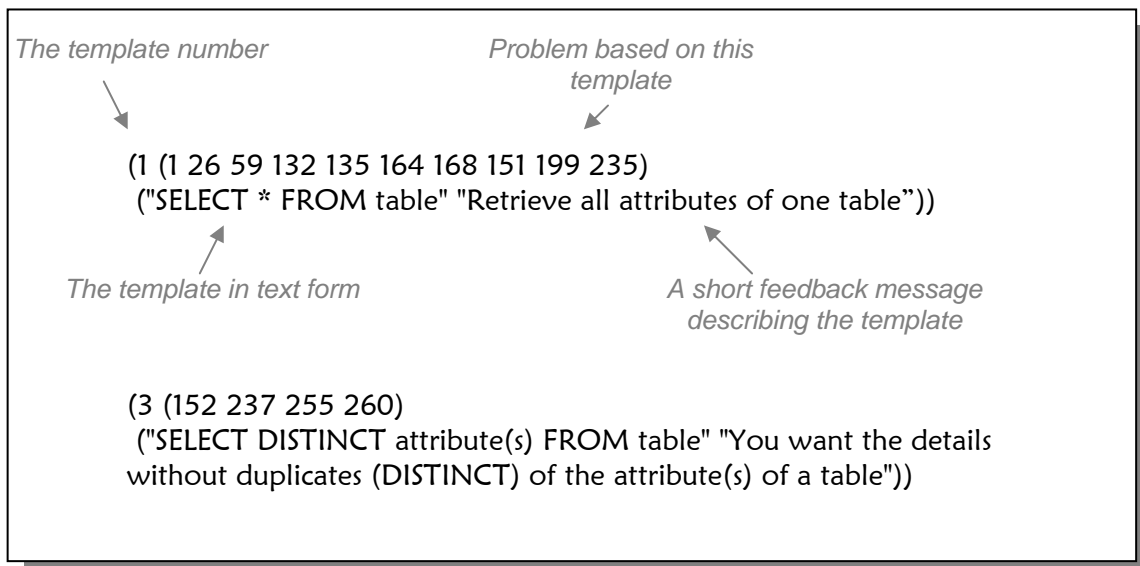 The template number
Problem based on this
template
(1 (1 26 59 132 135 164 168 151 199 235)
("SELECT * FROM table" "Retrieve all attributes of one table”))
The template in text form
A short feedback message
describing the template
(3 (152 237 255 260)
("SELECT DISTINCT attribute(s) FROM table" "You want the details
without duplicates (DISTINCT) of the attribute(s) of a table"))